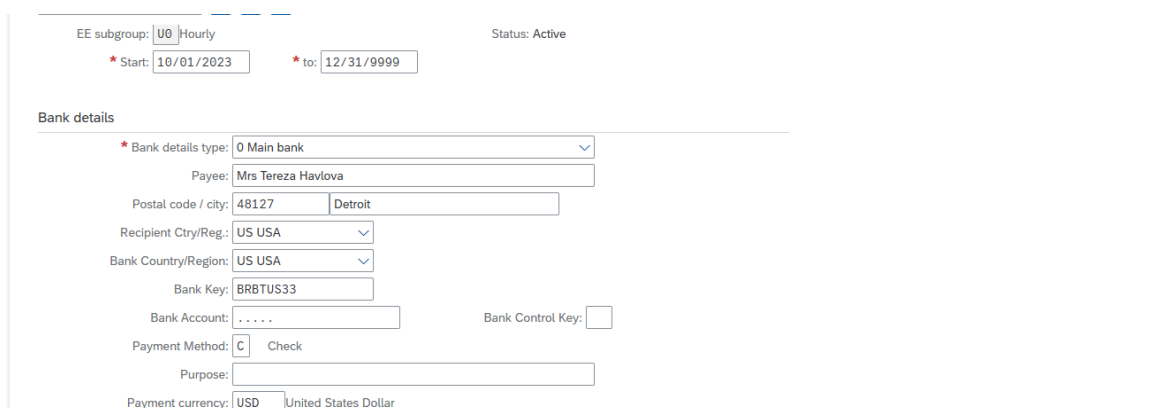 EE subgroup: U0 Hourly Status: Active
* Start: 10/01/2023 * to: 12/31/9999
Bank details
* Bank details type: 0 Main bank
Payee: Mrs Tereza Havlova
Postal code / city: 48127 Detroit
Recipient Ctry/Reg.: US USA
Bank Country/Region: US USA
Bank Key: BRBTUS33
Bank Account: ..... Bank Control Key:
Payment Method: C Check
Purpose:
Payment currency: USD United States Dollar